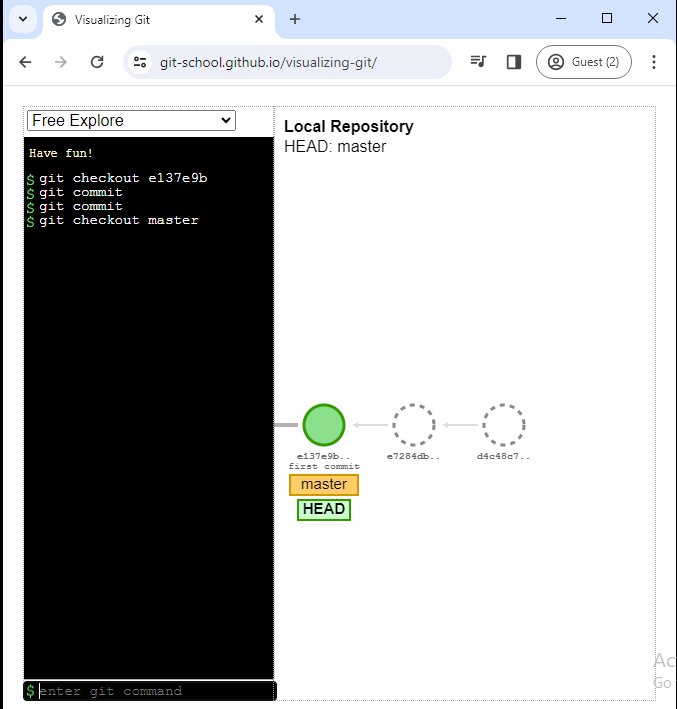 Visualizing Git
git-school.github.io/visualizing-git/
Guest (2)
Free Explore
Have fun!
$ git checkout e137e9b
$ git commit
$ git commit
$ git checkout master
$ enter git command
Local Repository
HEAD: master
e137e9b..
first commit
master
HEAD
e7284db..
d4c48c7..
Ac
Go